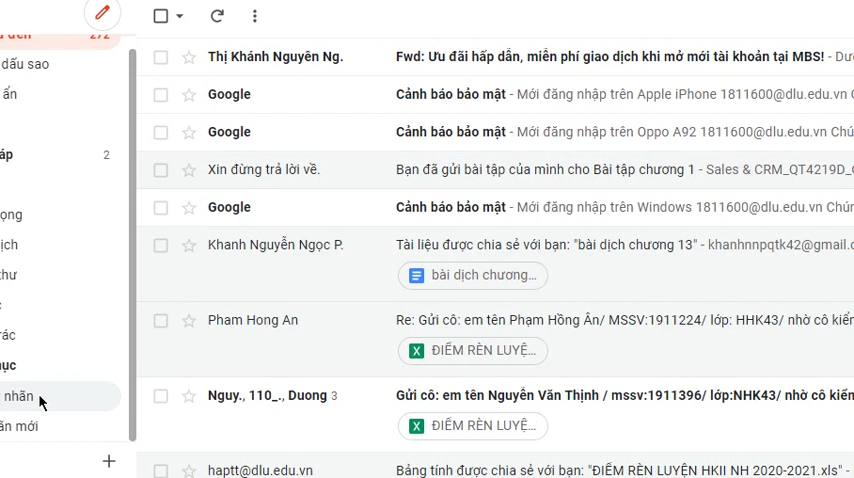 272
dấu sao
ẩn
áp 2
ọng
ịch
thư
rác
ục
nhãn
ãn mới
Thị Khánh Nguyên Ng. Fwd: Ưu đãi hấp dẫn, miễn phí giao dịch khi mở mới tài khoản tại MBS! -
Google Cảnh báo bảo mật - Mới đăng nhập trên Apple iPhone 1811600@dlu.edu.vn
Google Cảnh báo bảo mật - Mới đăng nhập trên Oppo A92 1811600@dlu.edu.vn Chú
Xin đừng trả lời về. Bạn đã gửi bài tập của mình cho Bài tập chương 1 - Sales & CRM_QT4219D_
Google Cảnh báo bảo mật - Mới đăng nhập trên Windows 1811600@dlu.edu.vn Chún
Khanh Nguyễn Ngọc P. Tài liệu được chia sẻ với bạn: "bài dịch chương 13" - khanhnnpqtk42@gmail.c
bài dịch chương...
Pham Hong An Re: Gửi cô: em tên Phạm Hồng Ân/ MSSV:1911224/ lớp: HHK43/ nhờ cô kiển
ĐIỂM RÈN LUYỆ...
Nguy., 110_., Duong 3 Gửi cô: em tên Nguyễn Văn Thịnh / mssv:1911396/ lớp:NHK43/ nhờ cô kiển
ĐIỂM RÈN LUYỆ...
haptt@dlu.edu.vn Bảng tính được chia sẻ với bạn: "ĐIỂM RÈN LUYỆN HKII NH 2020-2021.xls" -